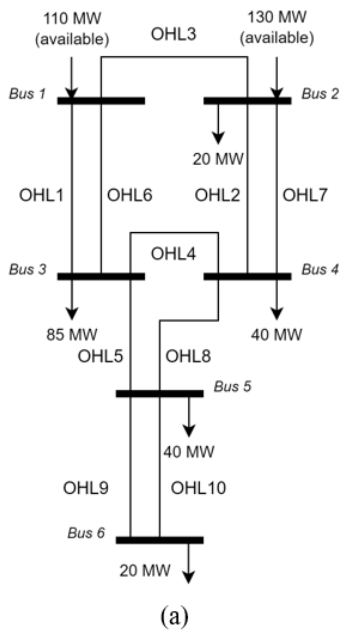 110 MW
(available)
130 MW
(available)
OHL3
Bus 1
Bus 2
20 MW
OHL1
OHL6
OHL2
OHL7
OHL4
Bus 3
Bus 4
85 MW
40 MW
OHL5
OHL8
Bus 5
40 MW
OHL9
OHL10
Bus 6
20 MW
(a)